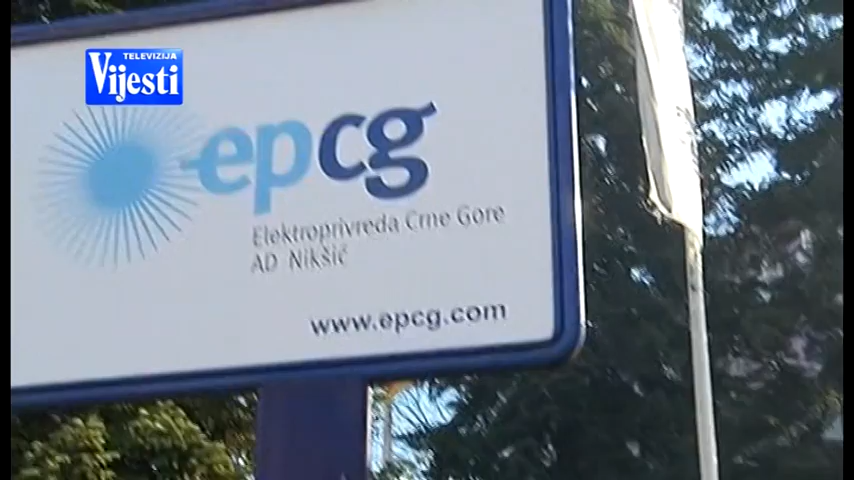 TELEVIZIJA
Vijesti
epcg
Elektroprivreda Crne Gore
AD Nikšić
www.epcg.com